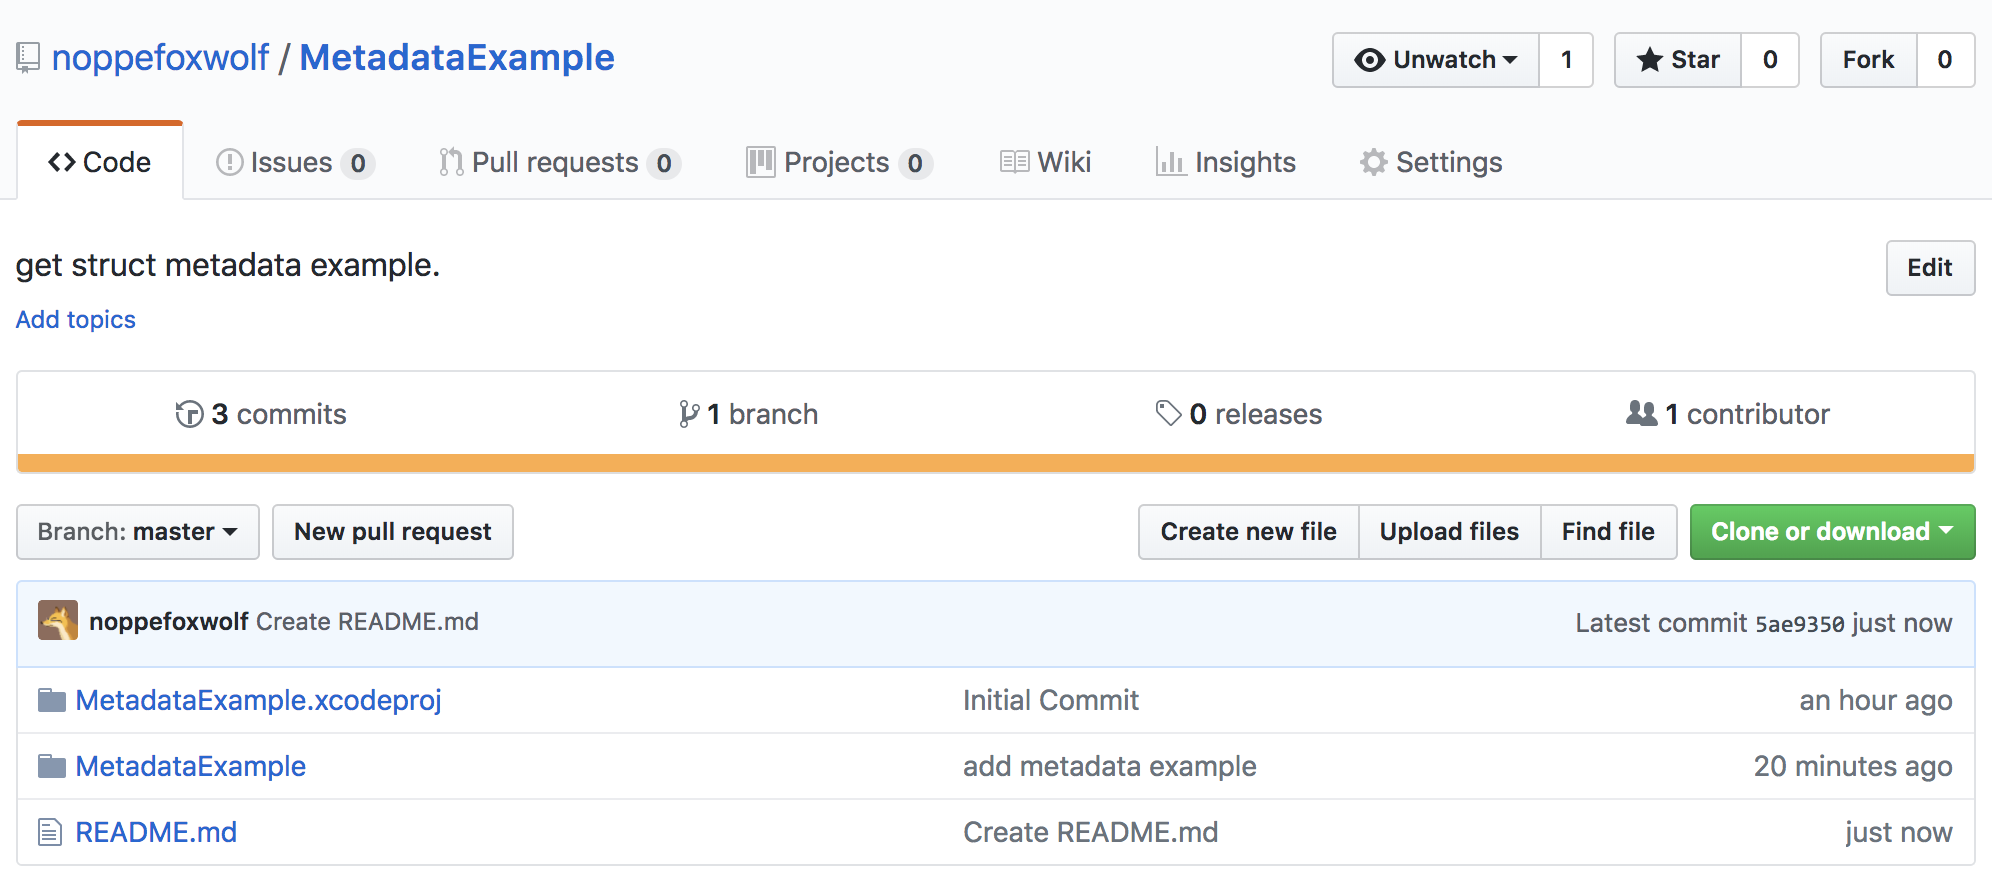 noppefoxwolf / MetadataExample
Unwatch 1 Star 0 Fork 0
Code Issues 0 Pull requests 0 Projects 0 Wiki Insights Settings
get struct metadata example. Edit
Add topics
3 commits 1 branch 0 releases 1 contributor
Branch: master New pull request Create new file Upload files Find file Clone or download
noppefoxwolf Create README.md Latest commit 5ae9350 just now
MetadataExample.xcodeproj Initial Commit an hour ago
MetadataExample add metadata example 20 minutes ago
README.md Create README.md just now